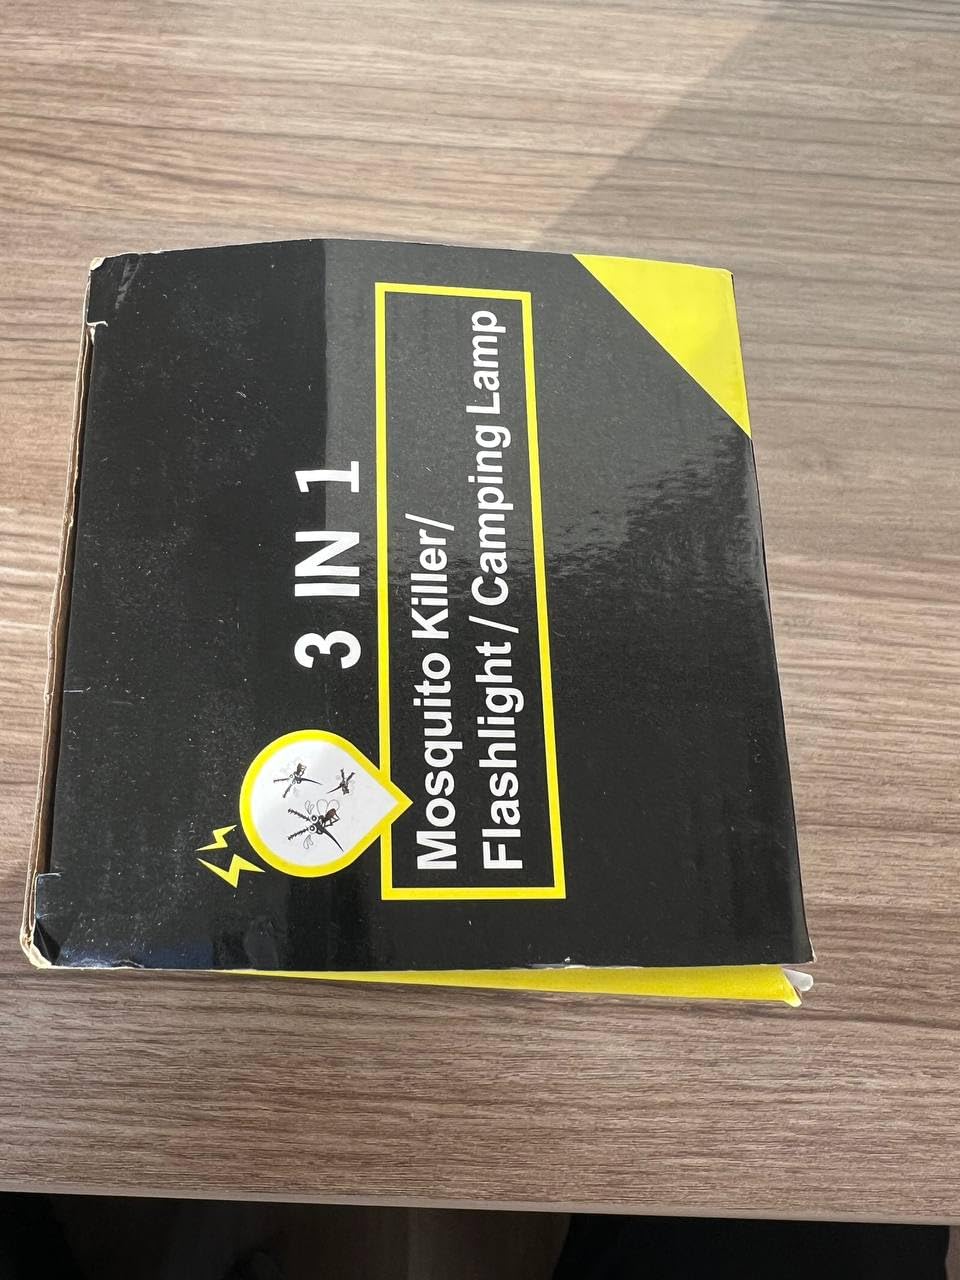 3 IN 1
Mosquito Killer/
Flashlight / Camping Lamp